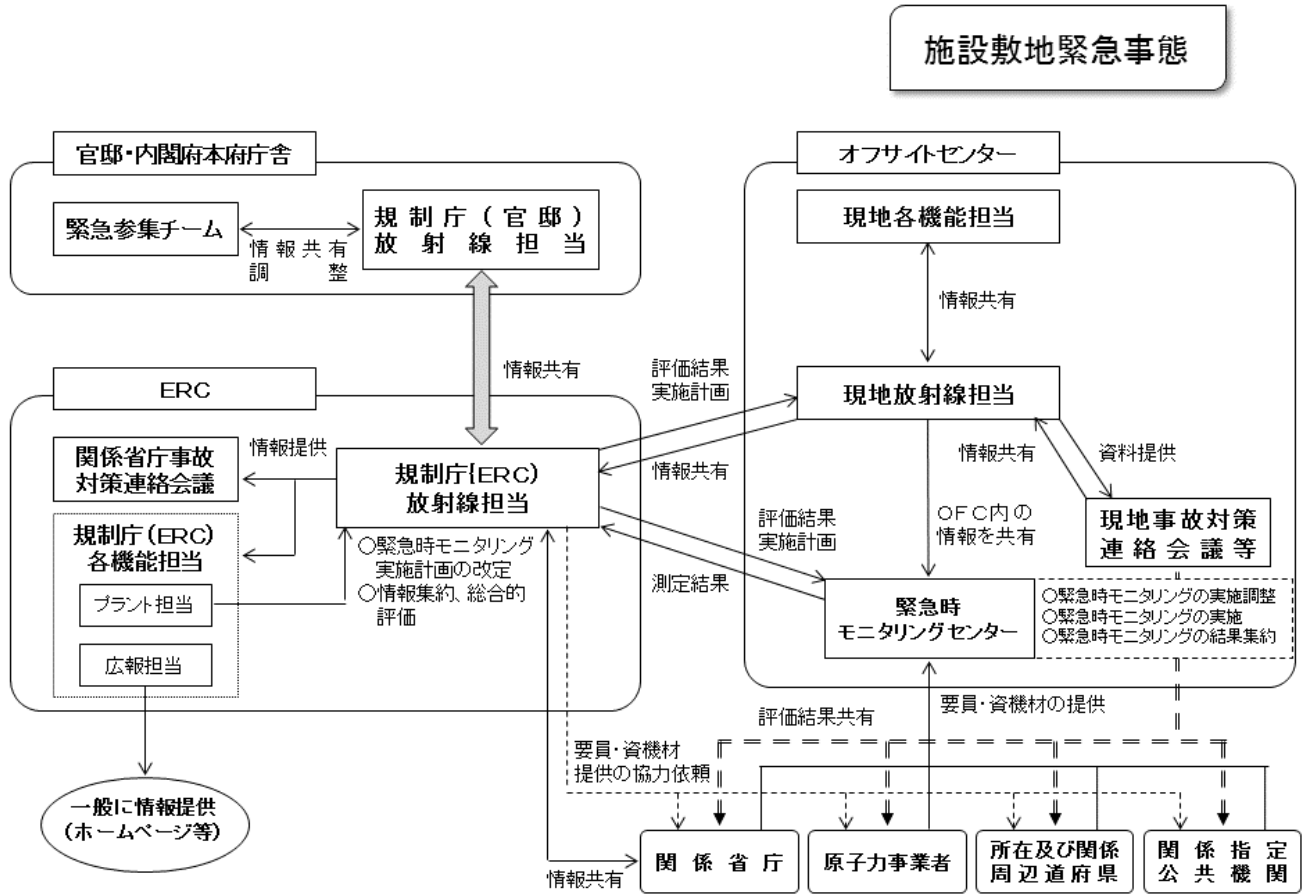 施設敷地緊急事態
官邸・内閣府本府庁舎
緊急参集チーム
情報共有
調整
規制庁(官邸)
放射線担当
情報共有
ERC
関係省庁事故
対策連絡会議
情報提供
規制庁{ERC)
放射線担当
規制庁(ERC)
各機能担当
プラント担当
広報担当
○緊急時モニタリング
実施計画の改定
○情報集約、総合的
評価
一般に情報提供
(ホームページ等)
評価結果
実施計画
情報共有
評価結果
実施計画
測定結果
オフサイトセンター
現地各機能担当
情報共有
現地放射線担当
情報共有
資料提供
OFC内の
情報を共有
現地事故対策
連絡会議等
緊急時
モニタリングセンター
○緊急時モニタリングの実施調整
○緊急時モニタリングの実施
○緊急時モニタリングの結果集約
要員・資機材の提供
評価結果共有
要員・資機材
提供の協力依頼
情報共有
関係省庁
原子力事業者
所在及び関係
周辺道府県
関係指定
公共機関